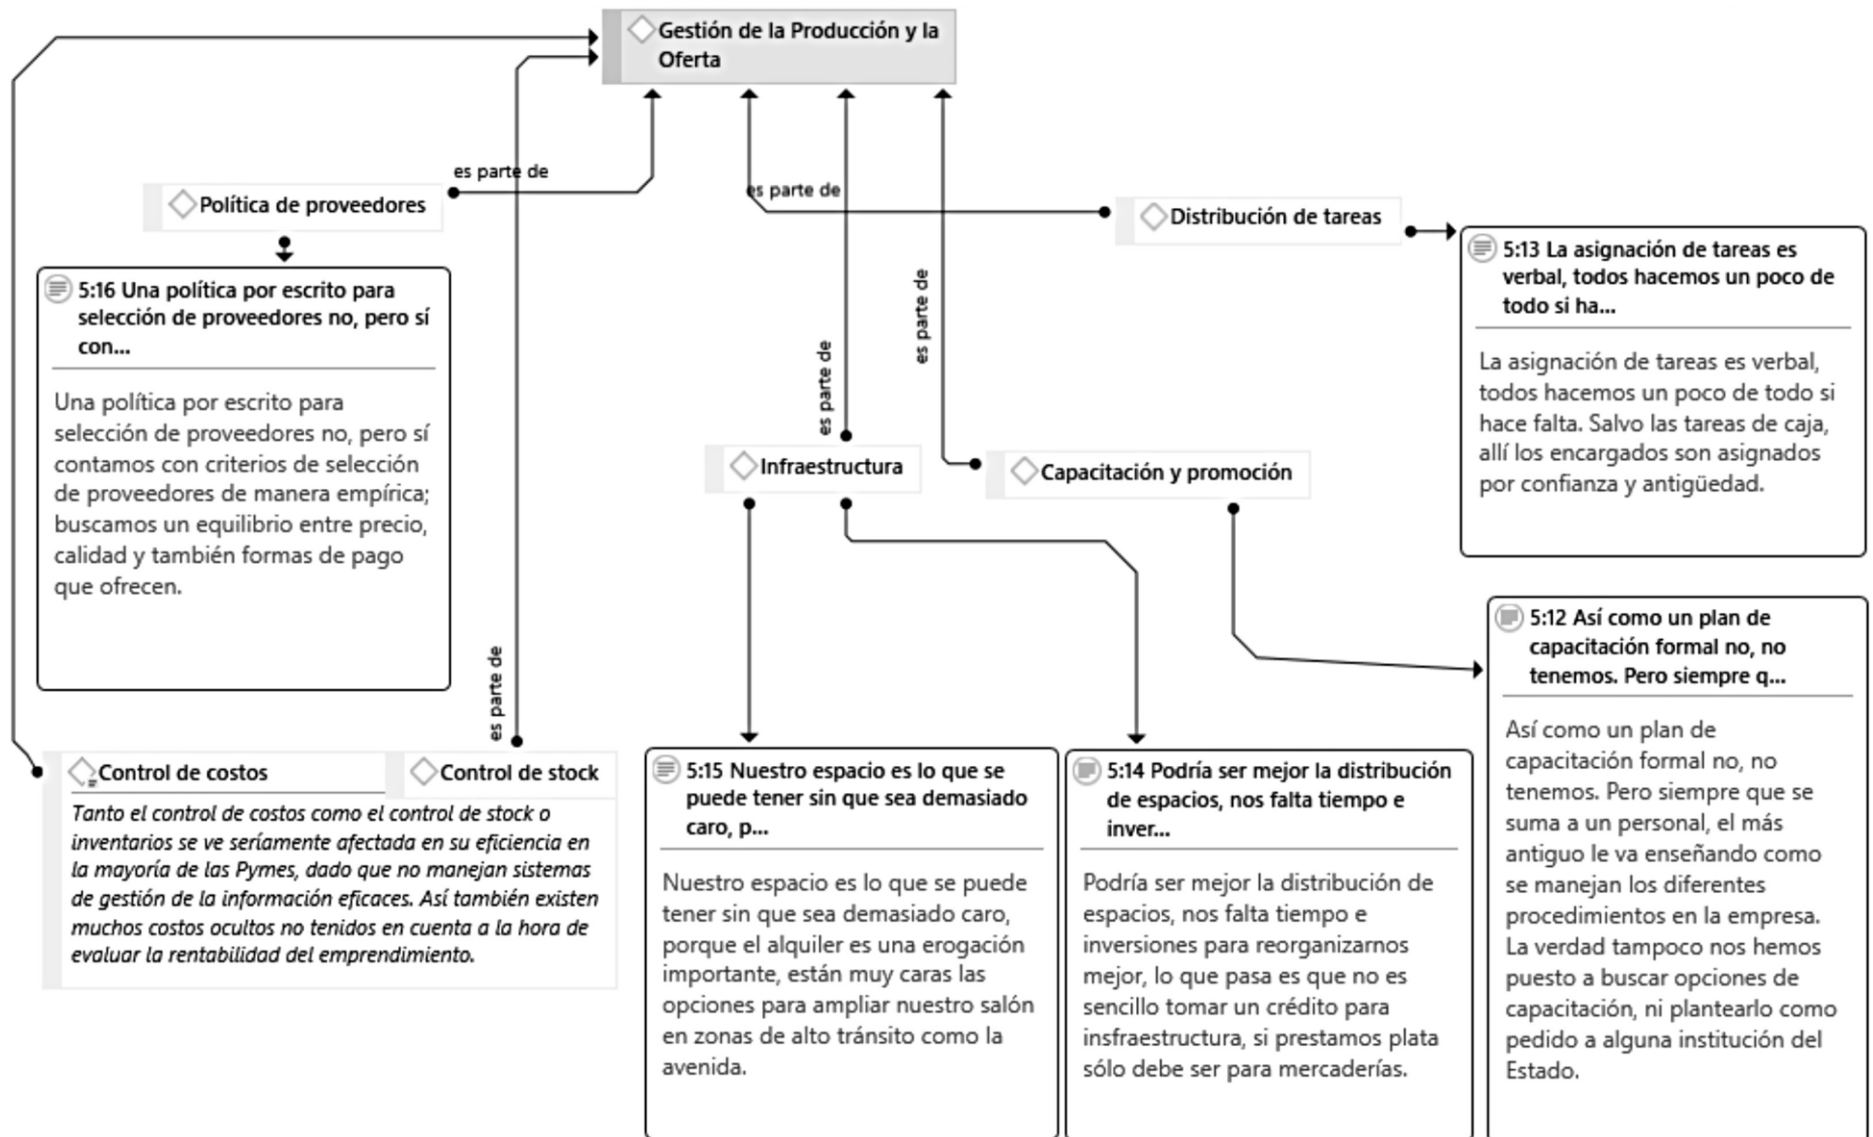 Gestión de la Producción y la
Oferta
es parte de
Política de proveedores
es parte de
Distribución de tareas
5:13 La asignación de tareas es
verbal, todos hacemos un poco de
todo si ha...
La asignación de tareas es verbal,
todos hacemos un poco de todo si
hace falta. Salvo las tareas de caja,
allí los encargados son asignados
por confianza y antigüedad.
5:16 Una política por escrito para
selección de proveedores no, pero sí
con...
Una política por escrito para
selección de proveedores no, pero sí
contamos con criterios de selección
de proveedores de manera empírica;
buscamos un equilibrio entre precio,
calidad y también formas de pago
que ofrecen.
es parte de
es parte de
Infraestructura
Capacitación y promoción
es parte de
Control de costos
Control de stock
Tanto el control de costos como el control de stock o
inventarios se ve seríamente afectada en su eficiencia en
la mayoría de las Pymes, dado que no manejan sistemas
de gestión de la información eficaces. Así también existen
muchos costos ocultos no tenidos en cuenta a la hora de
evaluar la rentabilidad del emprendimiento.
5:15 Nuestro espacio es lo que se
puede tener sin que sea demasiado
caro, p...
Nuestro espacio es lo que se puede
tener sin que sea demasiado caro,
porque el alquiler es una erogación
importante, están muy caras las
opciones para ampliar nuestro salón
en zonas de alto tránsito como la
avenida.
5:14 Podría ser mejor la distribución
de espacios, nos falta tiempo e
inver...
Podría ser mejor la distribución de
espacios, nos falta tiempo e
inversiones para reorganizarnos
mejor, lo que pasa es que no es
sencillo tomar un crédito para
insfraestructura, si prestamos plata
sólo debe ser para mercaderías.
5:12 Así como un plan de
capacitación formal no, no
tenemos. Pero siempre q...
Así como un plan de
capacitación formal no, no
tenemos. Pero siempre que se
suma a un personal, el más
antiguo le va enseñando como
se manejan los diferentes
procedimientos en la empresa.
La verdad tampoco nos hemos
puesto a buscar opciones de
capacitación, ni plantearlo como
pedido a alguna institución del
Estado.